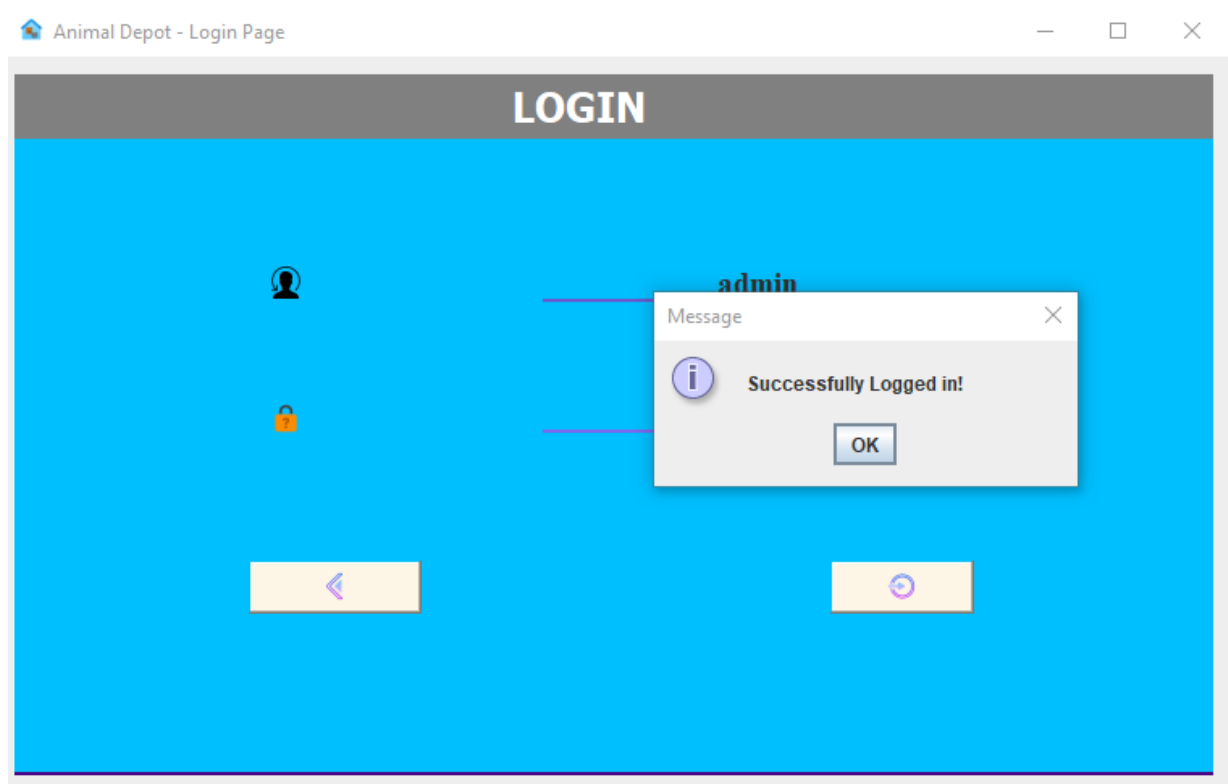 Animal Depot - Login Page
LOGIN
admin
Message
Successfully Logged in!
OK